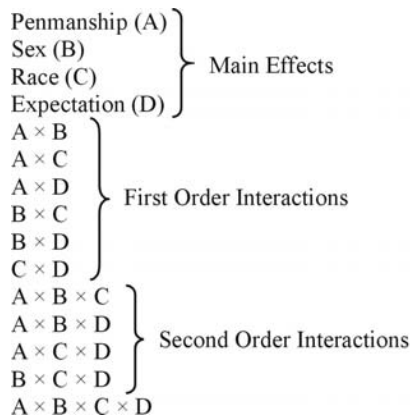 Penmanship (A)
Sex (B)
Race (C)
Expectation (D)
Main Effects
A × B
A × C
A × D
B × C
B × D
C × D
First Order Interactions
A × B × C
A × B × D
A × C × D
B × C × D
Second Order Interactions
A × B × C × D